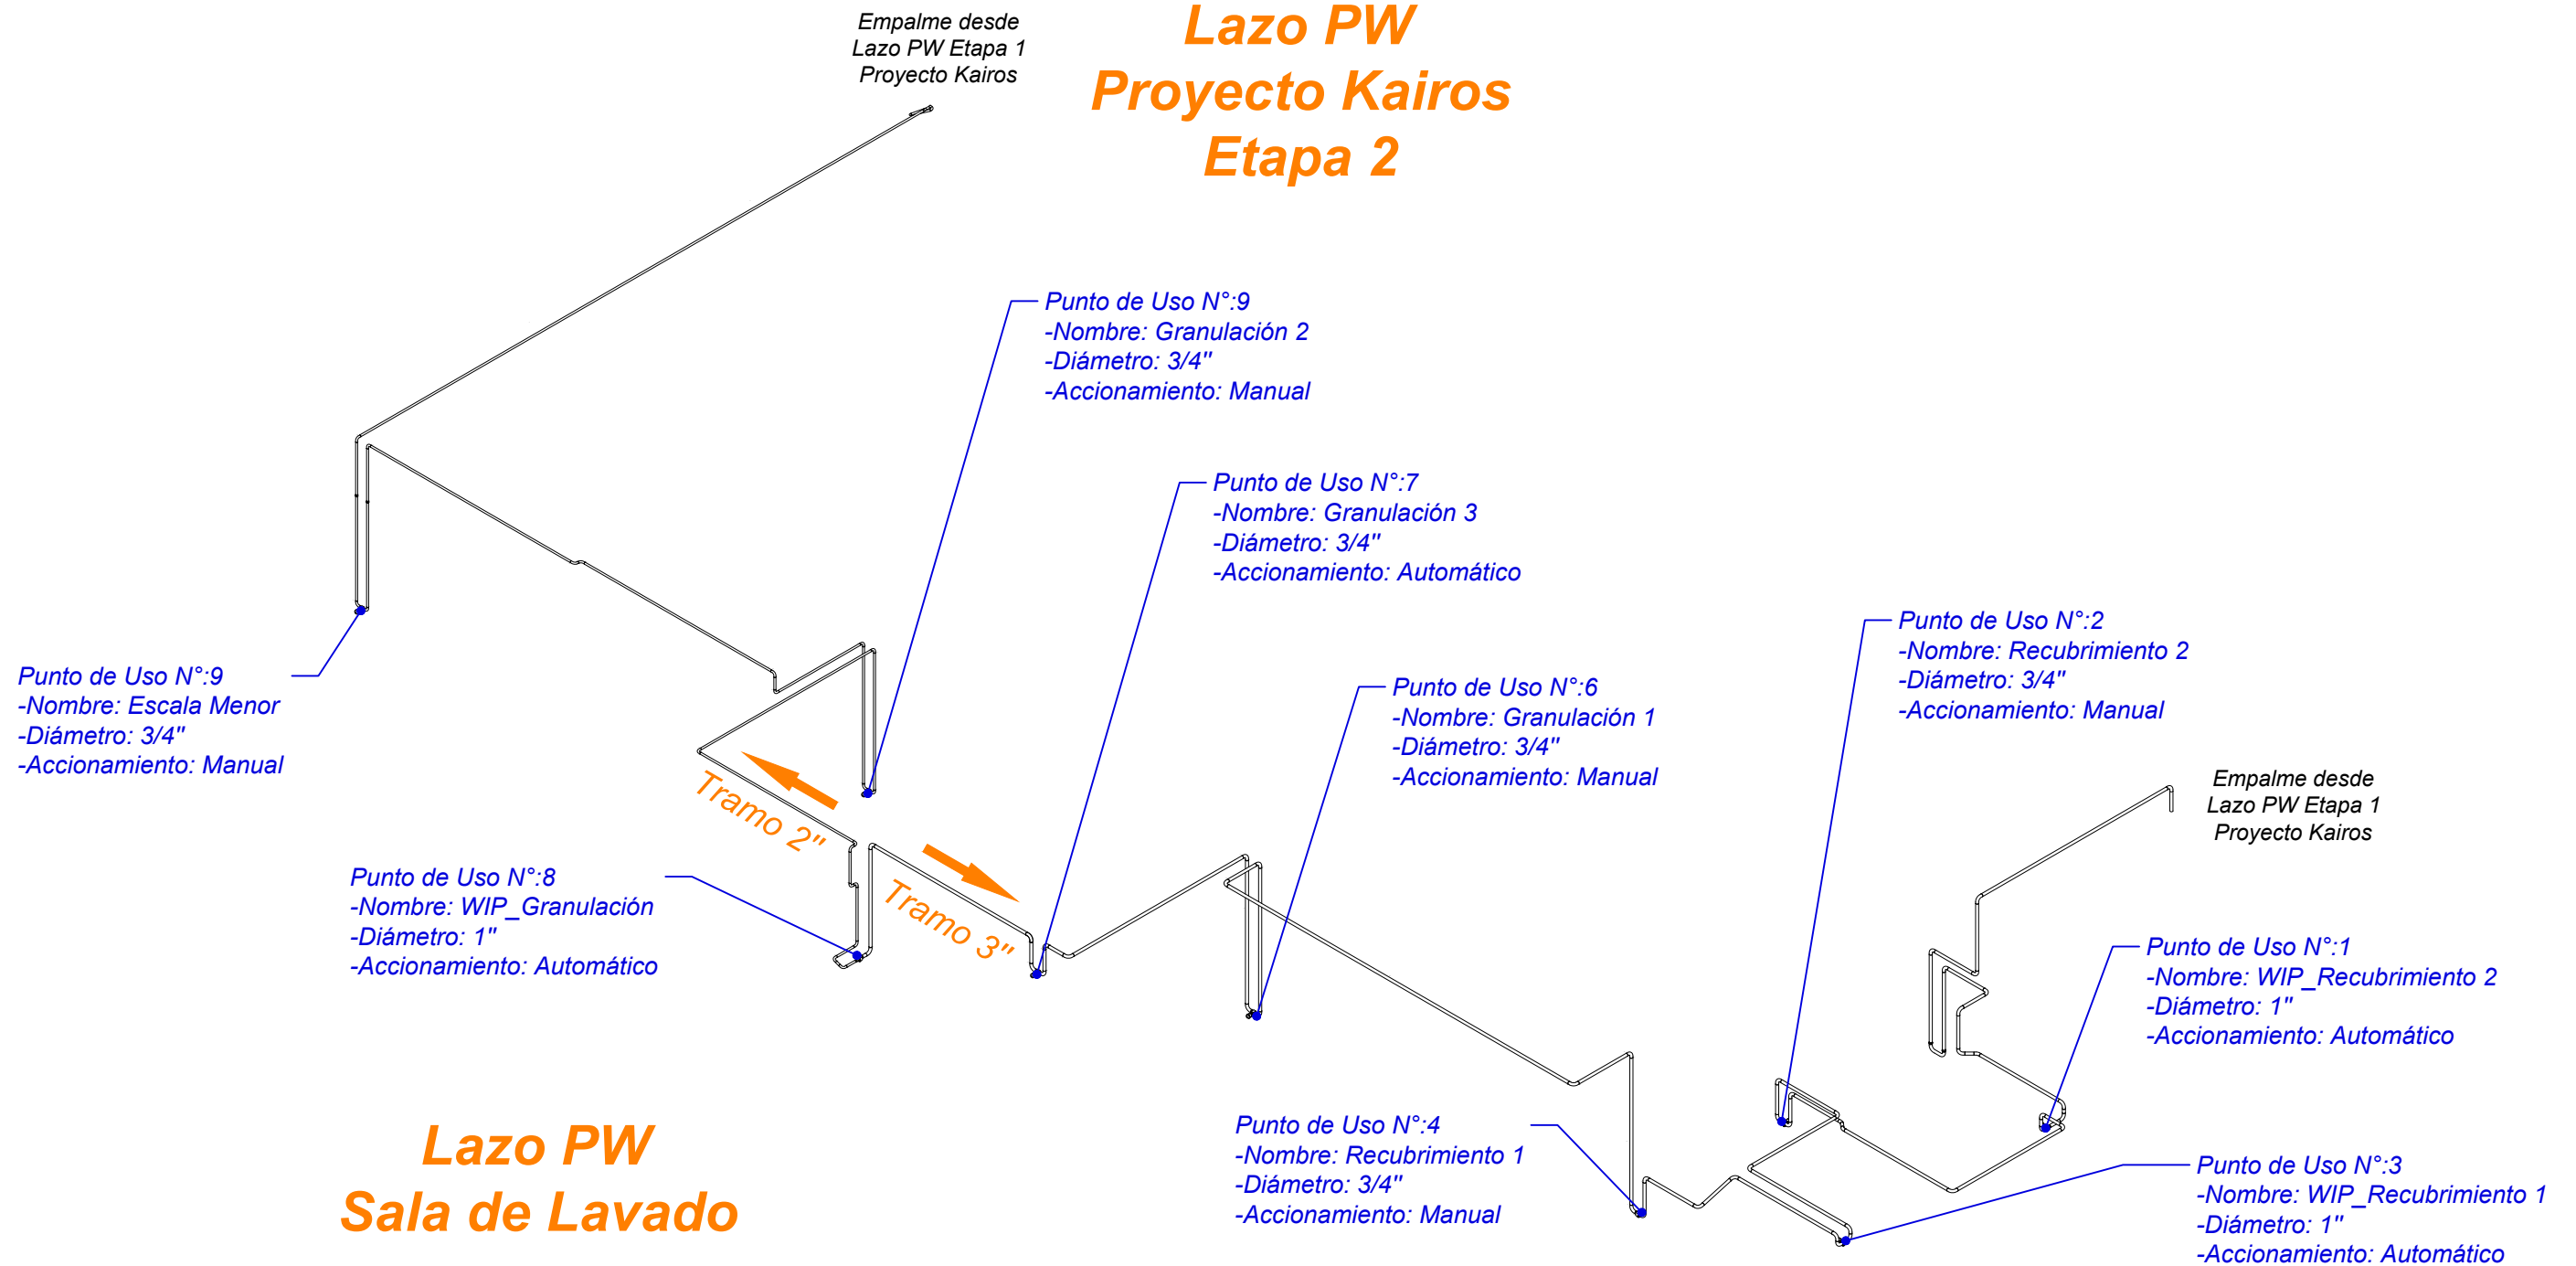 Empalme desde
Lazo PW Etapa 1
Proyecto Kairos
Lazo PW
Proyecto Kairos
Etapa 2
Punto de Uso N°:9
-Nombre: Granulación 2
-Diámetro: 3/4"
-Accionamiento: Manual
Punto de Uso N°:7
-Nombre: Granulación 3
-Diámetro: 3/4"
-Accionamiento: Automático
Punto de Uso N°:2
-Nombre: Recubrimiento 2
-Diámetro: 3/4"
-Accionamiento: Manual
Punto de Uso N°:9
-Nombre: Escala Menor
-Diámetro: 3/4"
-Accionamiento: Manual
Punto de Uso N°:6
-Nombre: Granulación 1
-Diámetro: 3/4"
-Accionamiento: Manual
Empalme desde
Lazo PW Etapa 1
Proyecto Kairos
Tramo 2"
Tramo 3"
Punto de Uso N°:8
-Nombre: WIP_Granulación
-Diámetro: 1"
-Accionamiento: Automático
Punto de Uso N°:1
-Nombre: WIP_Recubrimiento 2
-Diámetro: 1"
-Accionamiento: Automático
Punto de Uso N°:4
-Nombre: Recubrimiento 1
-Diámetro: 3/4"
-Accionamiento: Manual
Lazo PW
Sala de Lavado
Punto de Uso N°:3
-Nombre: WIP_Recubrimiento 1
-Diámetro: 1"
-Accionamiento: Automático